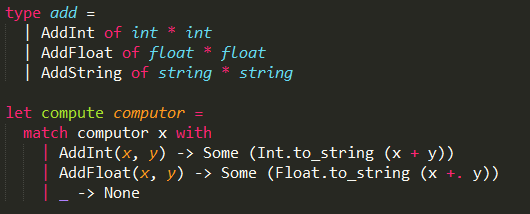 type add =
| AddInt of int * int
| AddFloat of float * float
| AddString of string * string
let compute computor =
match computor x with
| AddInt(x, y) -> Some (Int.to_string (x + y))
| AddFloat(x, y) -> Some (Float.to_string (x +. y))
| _ -> None